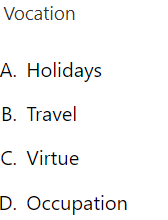 Vocation
A. Holidays
B. Travel
C. Virtue
D. Occupation